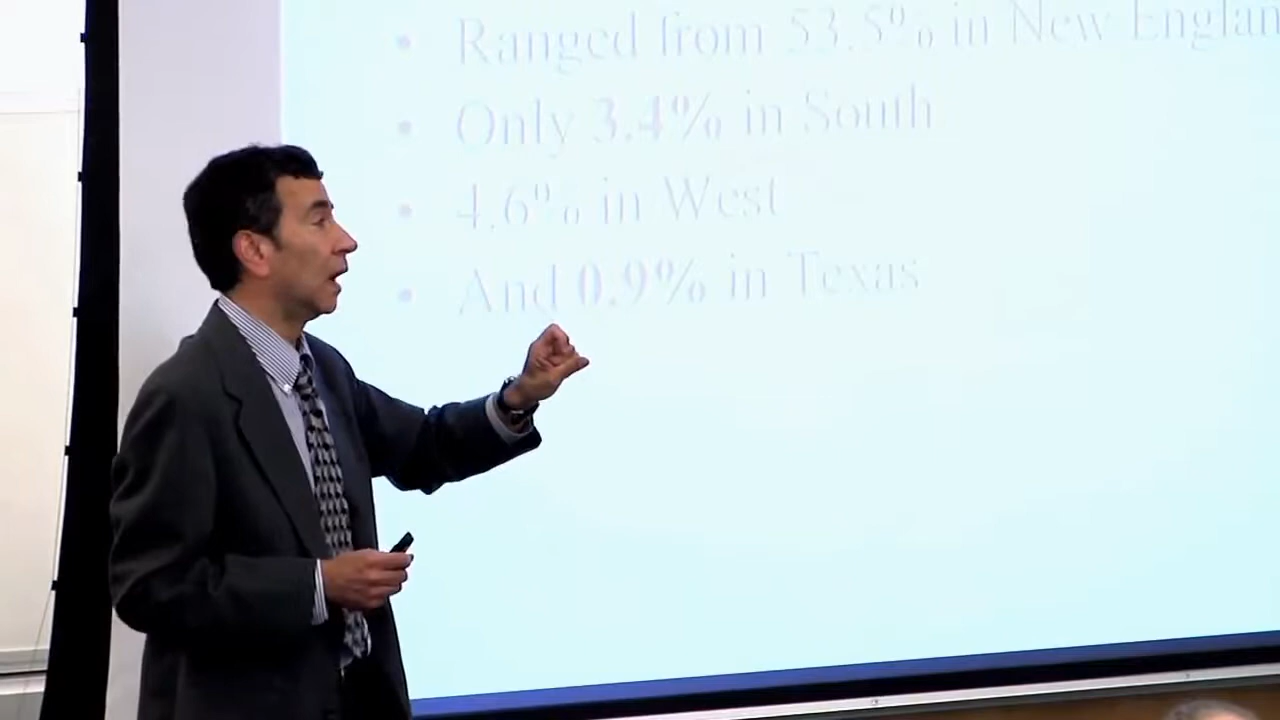 • Ranged from 53.5% in New Englan
• Only 3.4% in South
• 4.6% in West
• And 0.9% in Texas